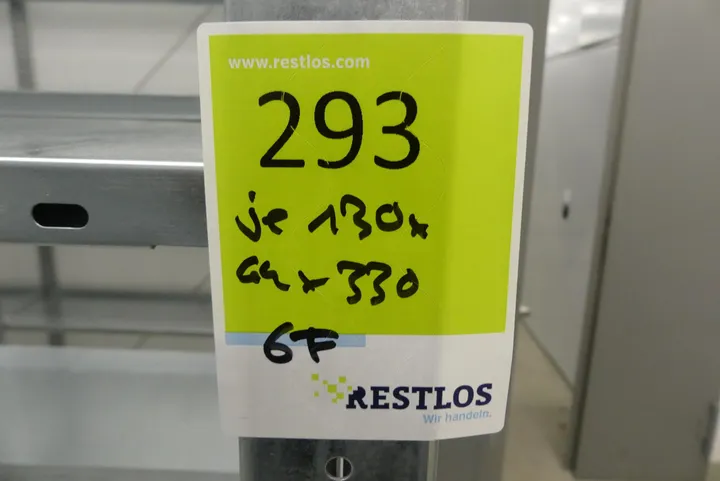 www.restlos.com
293
je 130x
44x330
6F
RESTLOS
Wir handeln.